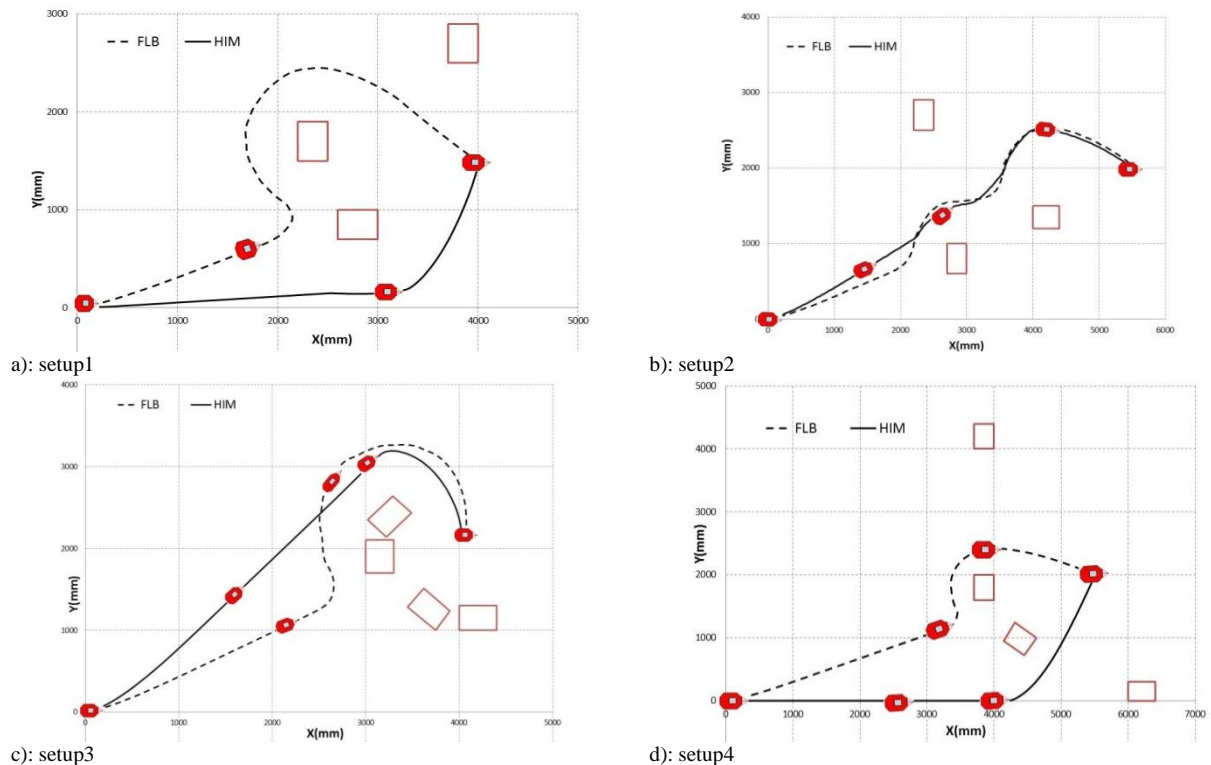 3000
FLB HIM
2000
Y(mm)
1000
0
0 1000 2000 3000 4000 5000
X(mm)
a): setup1
4000
FLB HIM
3000
Y(mm)
2000
1000
0
0 1000 2000 3000 4000 5000 6000
X(mm)
b): setup2
4000
FLB HIM
3000
2000
Y(mm)
1000
0
0 1000 2000 3000 4000 5000
X(mm)
c): setup3
5000
FLB HIM
4000
3000
Y(mm)
2000
1000
0
0 1000 2000 3000 4000 5000 6000 7000
X(mm)
d): setup4